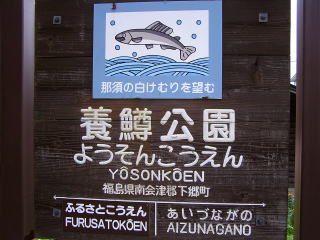 那須の白けむりを望む
養鱒公園
ようそんこうえん
YŌSONKŌEN
福島県南会津郡下郷町
ふるさとこうえん あいづながの
FURUSATOKŌEN AIZUNAGANO